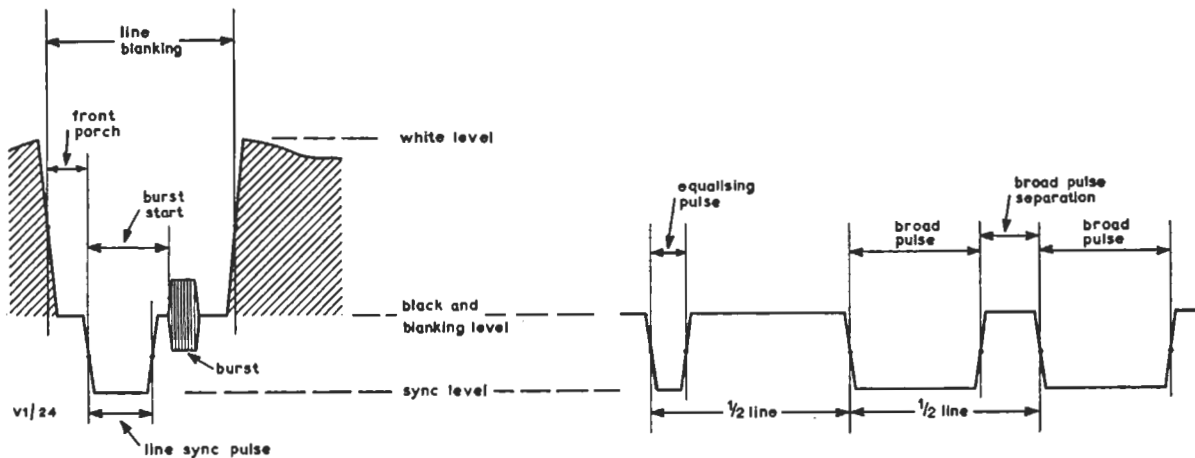 line
blanking
front
porch
white level
burst
start
equalising
pulse
broad pulse
separation
broad
pulse
broad
pulse
black and
blanking level
burst
sync level
V1/24
line sync pulse
½ line
½ line